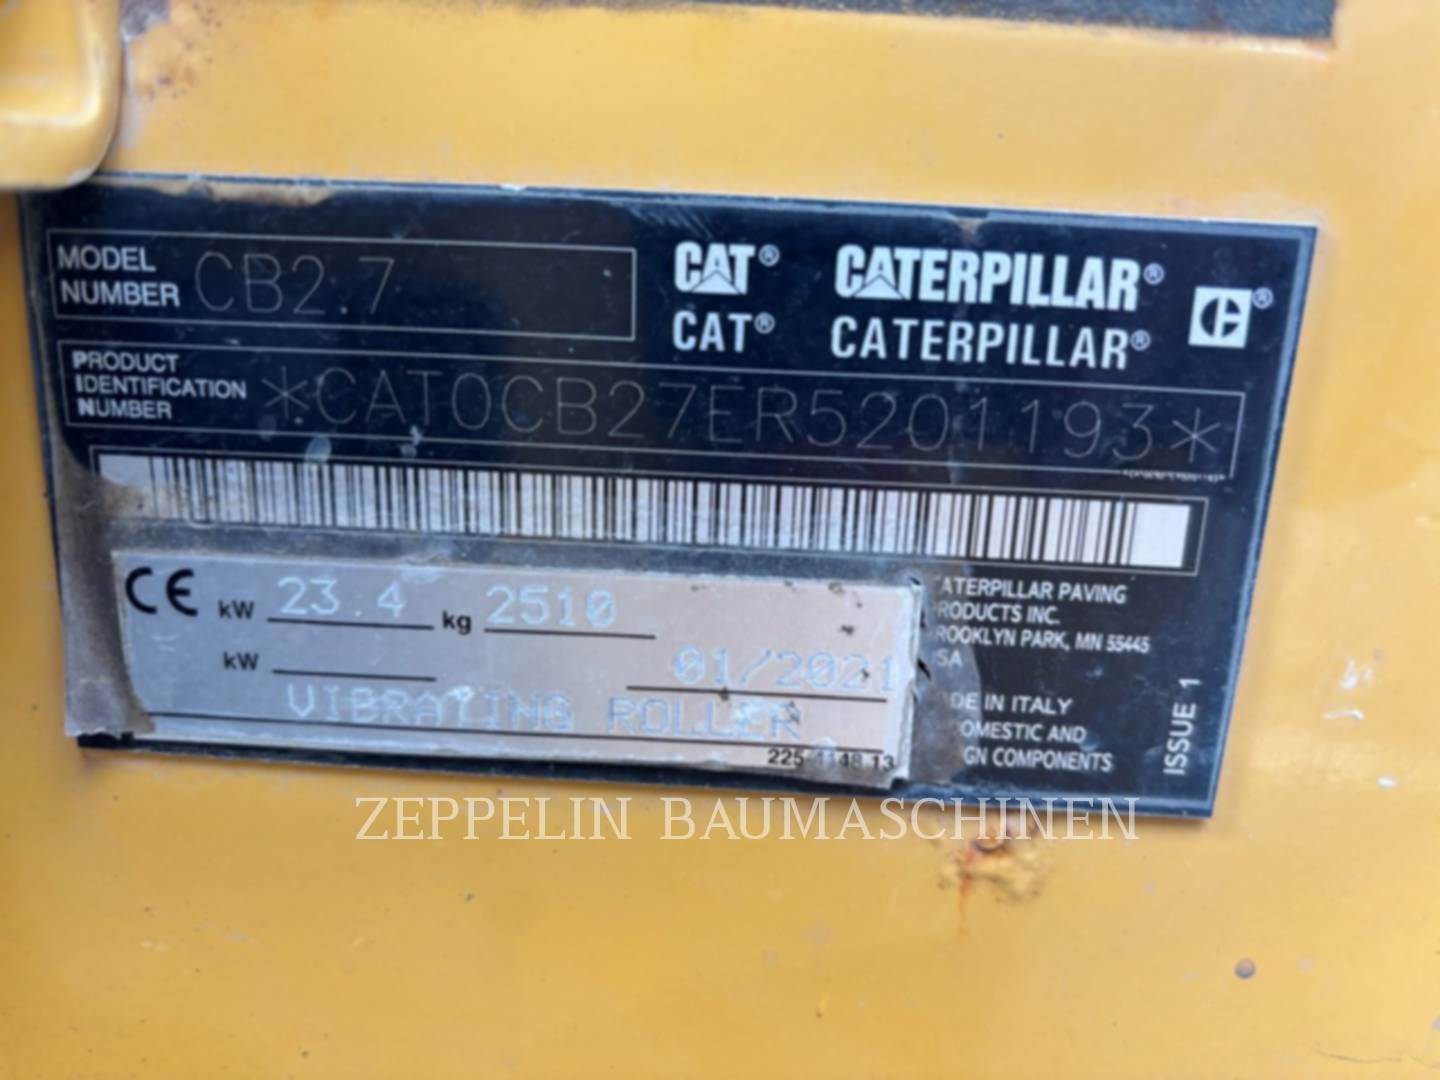 MODEL
NUMBER CB2.7
CAT® CATERPILLAR®
CAT® CATERPILLAR®
C ®
PRODUCT
IDENTIFICATION
NUMBER *CAT0CB27ER5201193*
CE kW 23.4 kg 2510
kW 01/2021
VIBRATING ROLLER
ATERPILLAR PAVING
RODUCTS INC.
ROOKLYN PARK, MN 55445
SA
DE IN ITALY
OMESTIC AND
GN COMPONENTS
ISSUE 1
ZEPPELIN BAUMASCHINEN